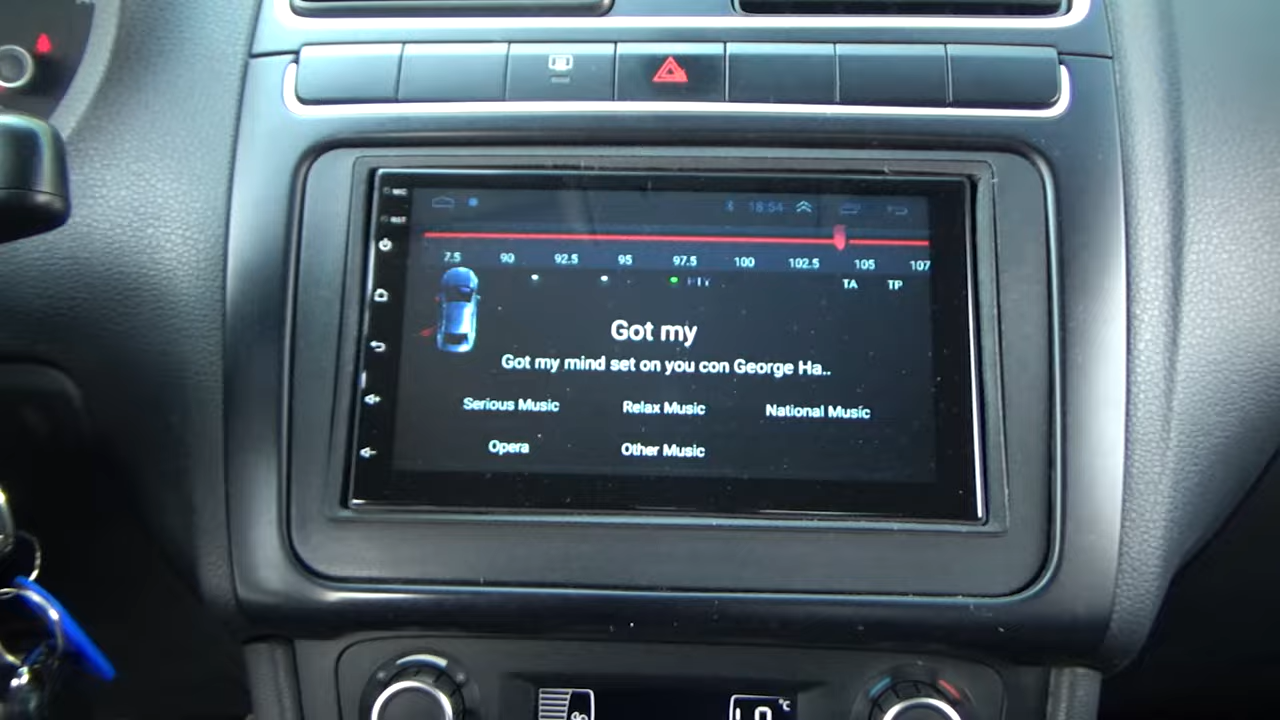 MIC
18:54
RST
7.5 90 92.5 95 97.5 100 102.5 105 107
PTY TA TP
Got my
Got my mind set on you con George Ha..
Serious Music Relax Music National Music
Opera Other Music
°C